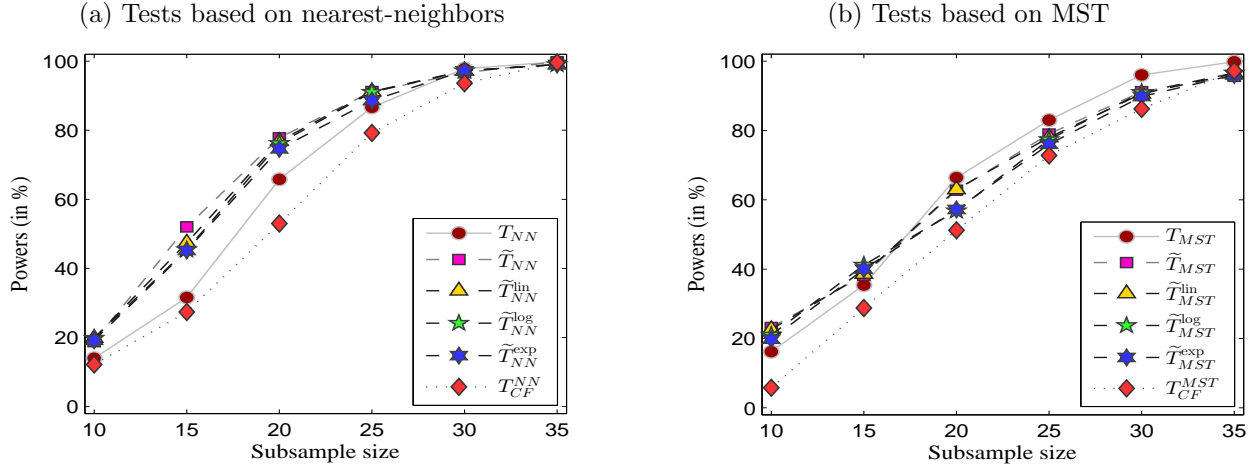 (a) Tests based on nearest-neighbors
100
80
60
40
20
0
10 15 20 25 30 35
Powers (in %)
Subsample size
T_{NN}
\widetilde{T}_{NN}
\widetilde{T}_{NN}^{lin}
\widetilde{T}_{NN}^{log}
\widetilde{T}_{NN}^{exp}
T_{CF}^{NN}
(b) Tests based on MST
100
80
60
40
20
0
10 15 20 25 30 35
Powers (in %)
Subsample size
T_{MST}
\widetilde{T}_{MST}
\widetilde{T}_{MST}^{lin}
\widetilde{T}_{MST}^{log}
\widetilde{T}_{MST}^{exp}
T_{CF}^{MST}